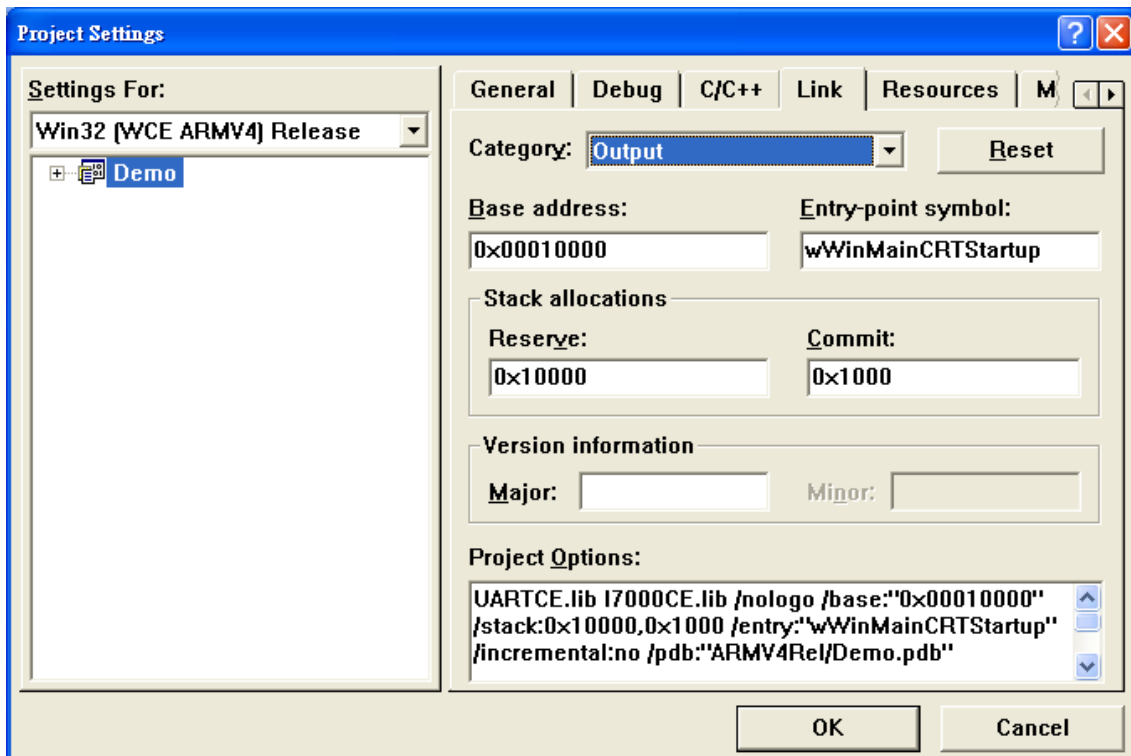 Project Settings
Settings For:
Win32 (WCE ARMV4) Release
Demo
General Debug C/C++ Link Resources M
Category: Output Reset
Base address: Entry-point symbol:
0x00010000 wWinMainCRTStartup
Stack allocations
Reserve: Commit:
0x10000 0x1000
Version information
Major: Minor:
Project Options:
UARTCE.lib I7000CE.lib /nologo /base:"0x00010000"
/stack:0x10000,0x1000 /entry:"wWinMainCRTStartup"
/incremental:no /pdb:"ARMV4Rel/Demo.pdb"
OK Cancel